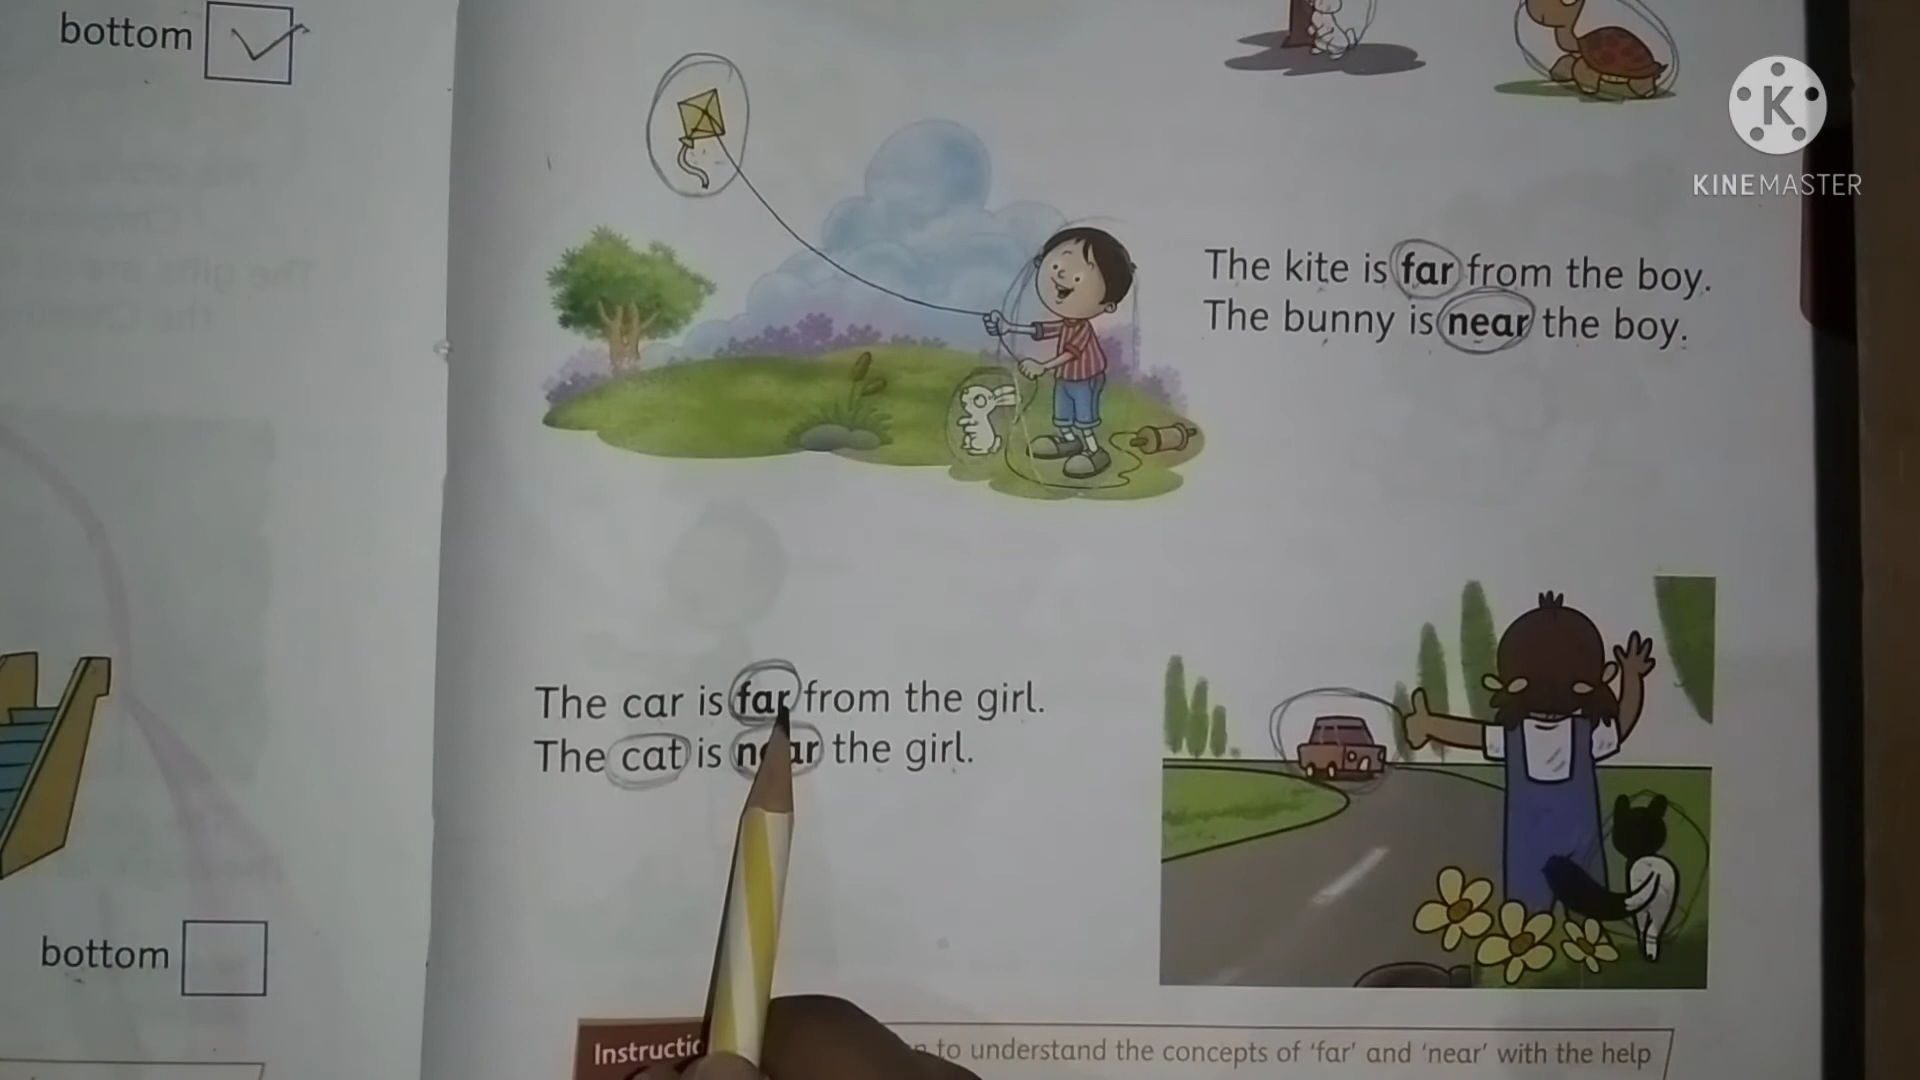 bottom
KINEMASTER
The kite is far from the boy.
The bunny is near the boy.
The car is far from the girl.
The cat is near the girl.
bottom
to understand the concepts of 'far' and 'near' with the help